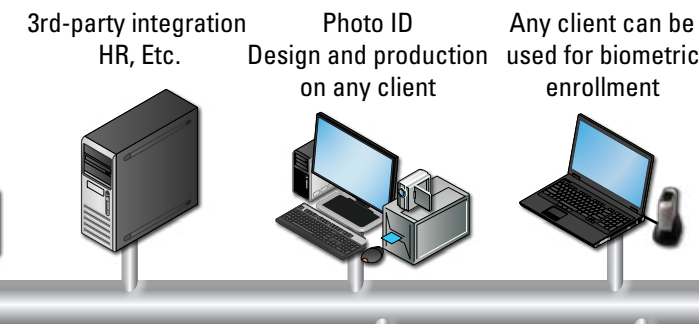 3rd-party integration
HR, Etc.
Photo ID
Design and production
on any client
Any client can be
used for biometric
enrollment